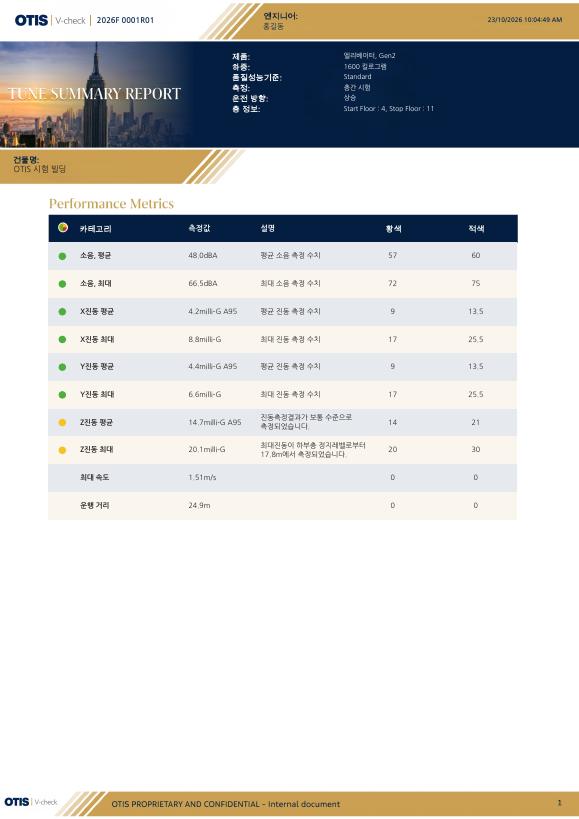 OTIS | V-check | 2026F 0001R01
엔지니어:
홍길동
23/10/2026 10:04:49 AM
TUNE SUMMARY REPORT
제품: 엘리베이터, Gen2
하중: 1600 킬로그램
품질성능기준: Standard
측정: 층간 시험
운전 방향: 상승
층 정보: Start Floor : 4, Stop Floor : 11
건물명:
OTIS 시험 빌딩
Performance Metrics
카테고리 측정값 설명 황색 적색
소음, 평균 48.0dBA 평균 소음 측정 수치 57 60
소음, 최대 66.5dBA 최대 소음 측정 수치 72 75
X진동 평균 4.2milli-G A95 평균 진동 측정 수치 9 13.5
X진동 최대 8.8milli-G 최대 진동 측정 수치 17 25.5
Y진동 평균 4.4milli-G A95 평균 진동 측정 수치 9 13.5
Y진동 최대 6.6milli-G 최대 진동 측정 수치 17 25.5
Z진동 평균 14.7milli-G A95 진동측정결과가 보통 수준으로 14 21
측정되었습니다.
Z진동 최대 20.1milli-G 최대진동이 하부층 정지레벨로부터 20 30
17.8m에서 측정되었습니다.
최대 속도 1.51m/s 0 0
운행 거리 24.9m 0 0
OTIS | V-check
OTIS PROPRIETARY AND CONFIDENTIAL – Internal document
1